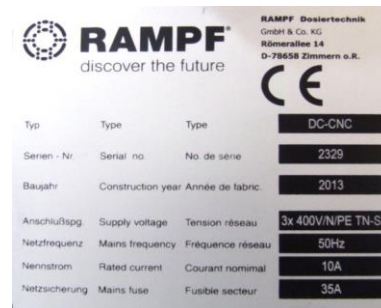 RAMPF
discover the future
RAMPF Dosiertechnik
GmbH & Co. KG
Römerallee 14
D-78658 Zimmern o.R.
CE
Typ Type Type DC-CNC
Serien - Nr. Serial no. No. de série 2329
Baujahr Construction year Année de fabric. 2013
Anschlußspg. Supply voltage Tension réseau 3x 400V/N/PE TN-S
Netzfrequenz Mains frequency Fréquence réseau 50Hz
Nennstrom Rated current Courant nomimal 10A
Netzsicherung Mains fuse Fusible secteur 35A